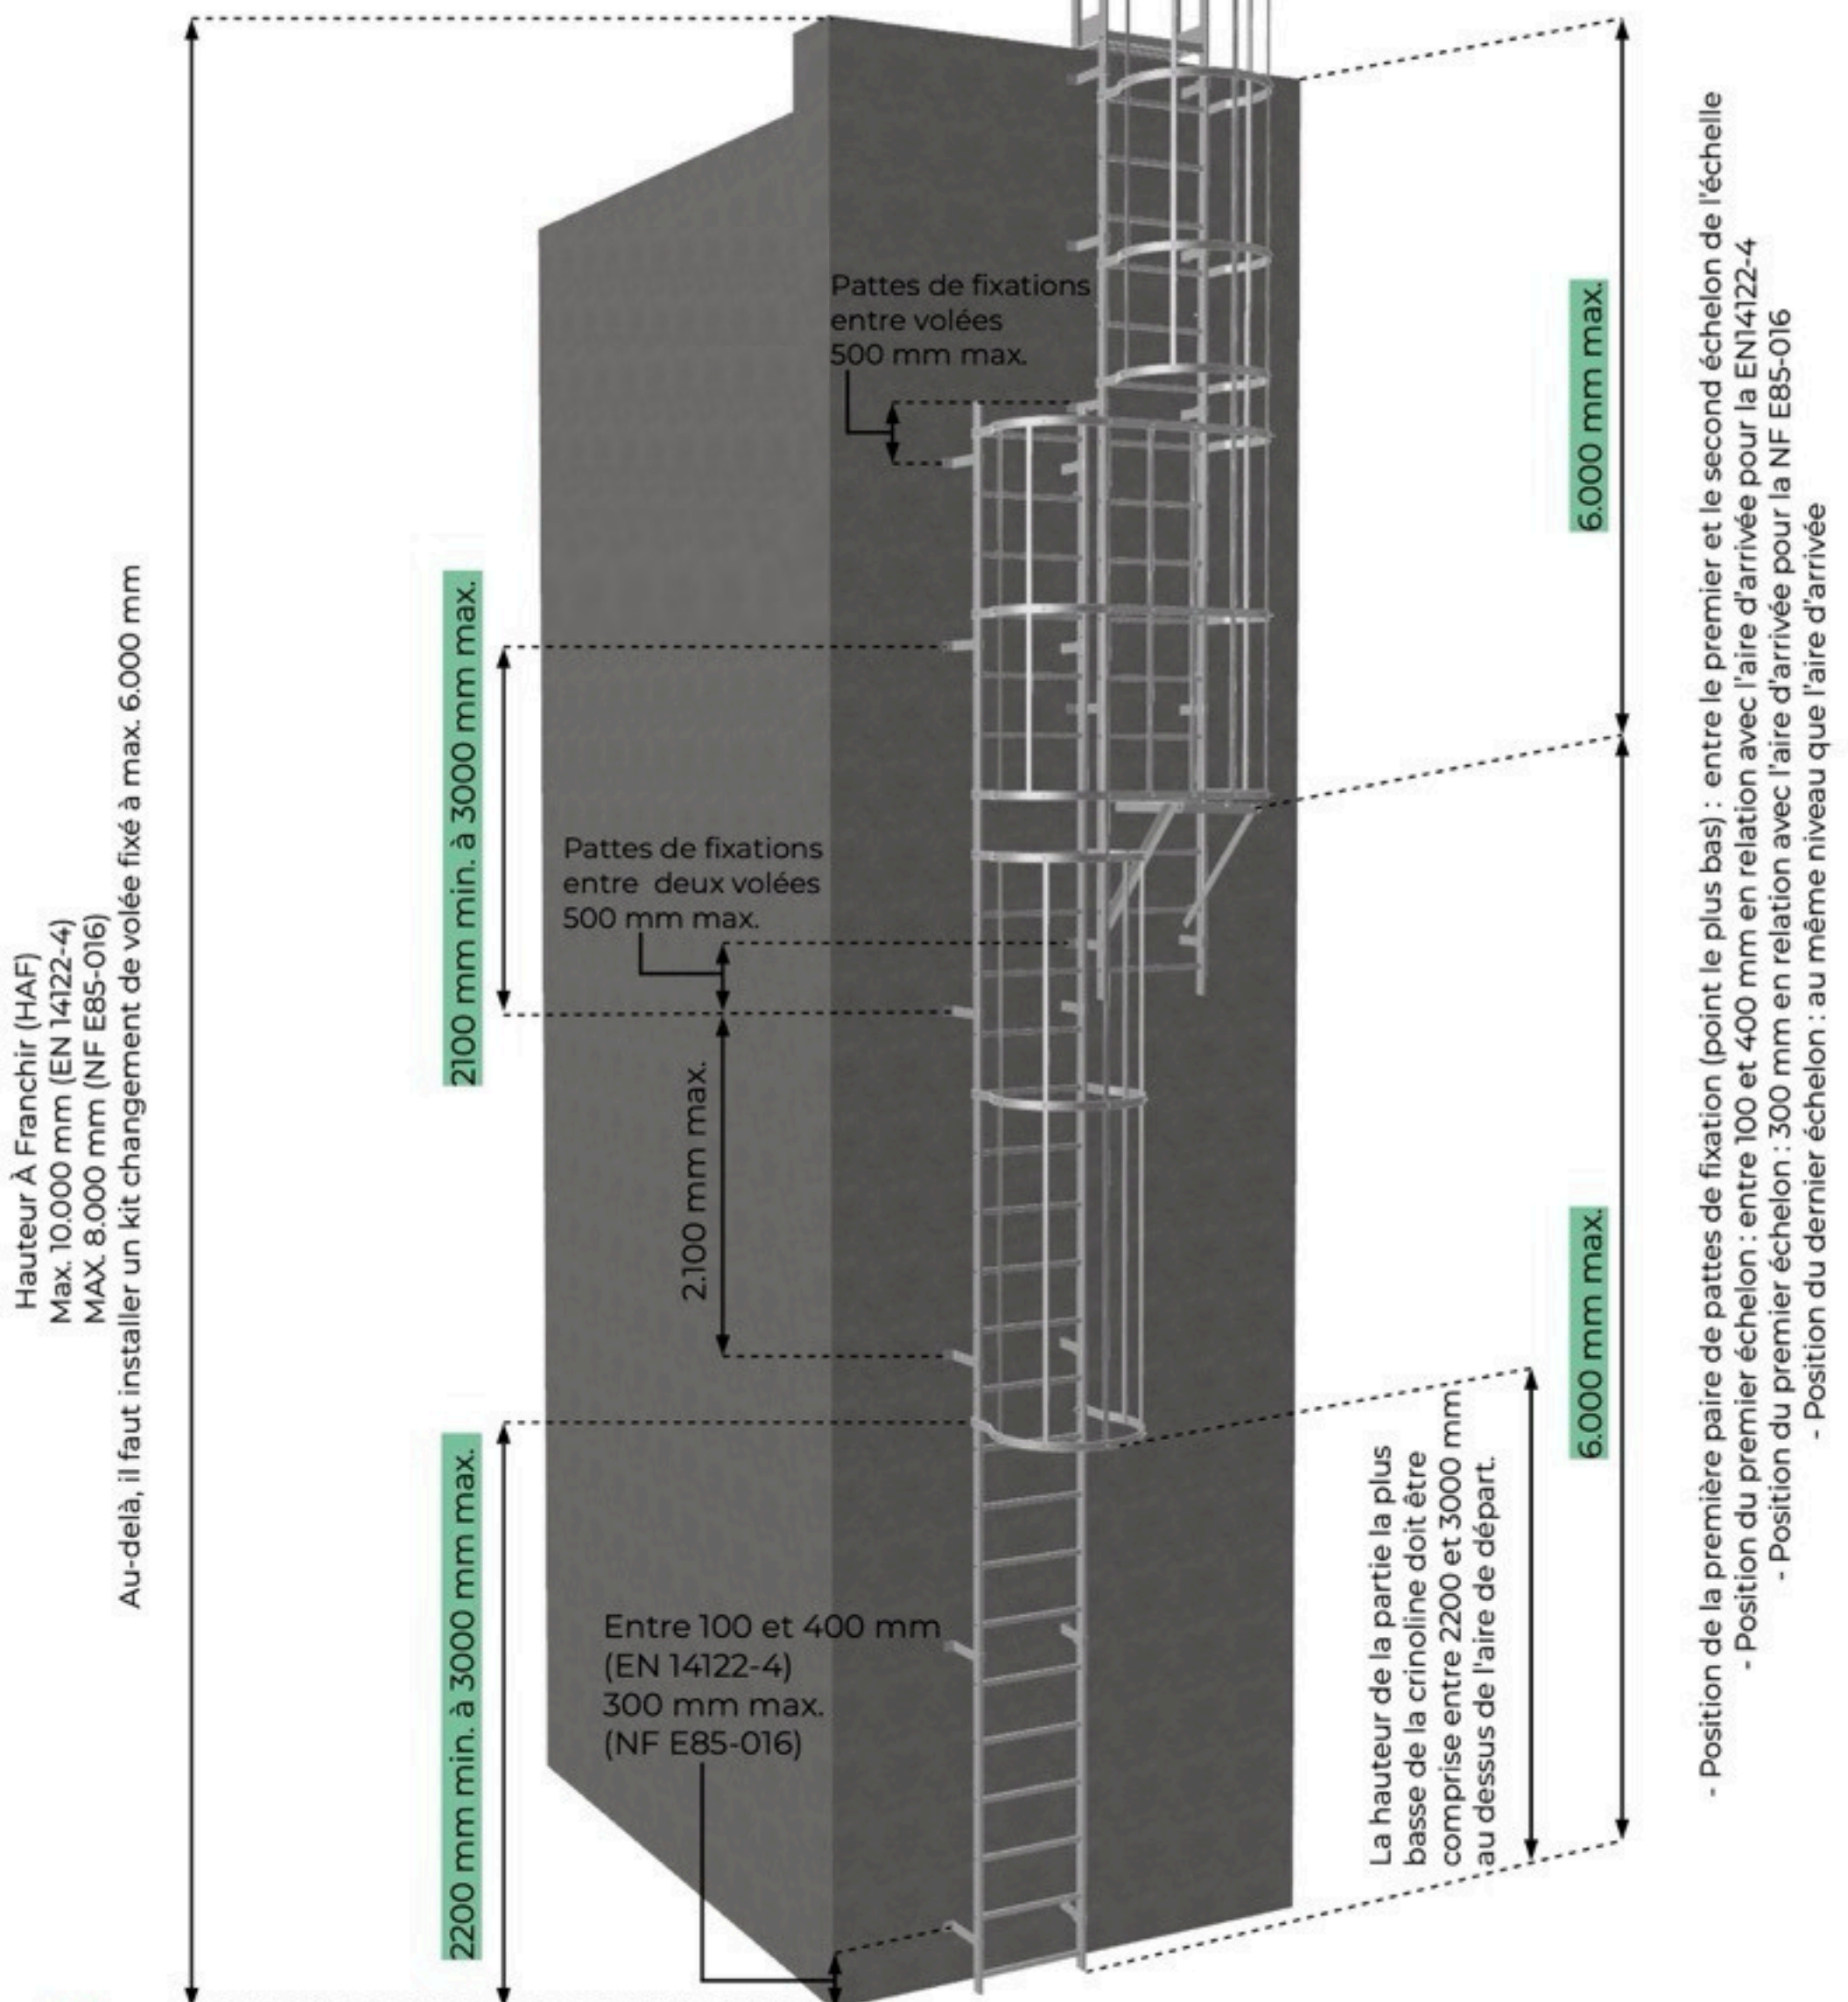 Hauteur À Franchir (HAF)
Max. 10.000 mm (EN 14122-4)
MAX. 8.000 mm (NF E85-016)
Au-delà, il faut installer un kit changement de volée fixé à max. 6.000 mm
2100 mm min. à 3000 mm max.
2200 mm min. à 3000 mm max.
Pattes de fixations
entre volées
500 mm max.
Pattes de fixations
entre deux volées
500 mm max.
2.100 mm max.
Entre 100 et 400 mm
(EN 14122-4)
300 mm max.
(NF E85-016)
La hauteur de la partie la plus
basse de la crinoline doit être
comprise entre 2200 et 3000 mm
au dessus de l'aire de départ.
6.000 mm max.
6.000 mm max.
- Position de la première paire de pattes de fixation (point le plus bas) : entre le premier et le second échelon de l'échelle
- Position du premier échelon : entre 100 et 400 mm en relation avec l'aire d'arrivée pour la EN14122-4
- Position du premier échelon : 300 mm en relation avec l'aire d'arrivée pour la NF E85-016
- Position du dernier échelon : au même niveau que l'aire d'arrivée